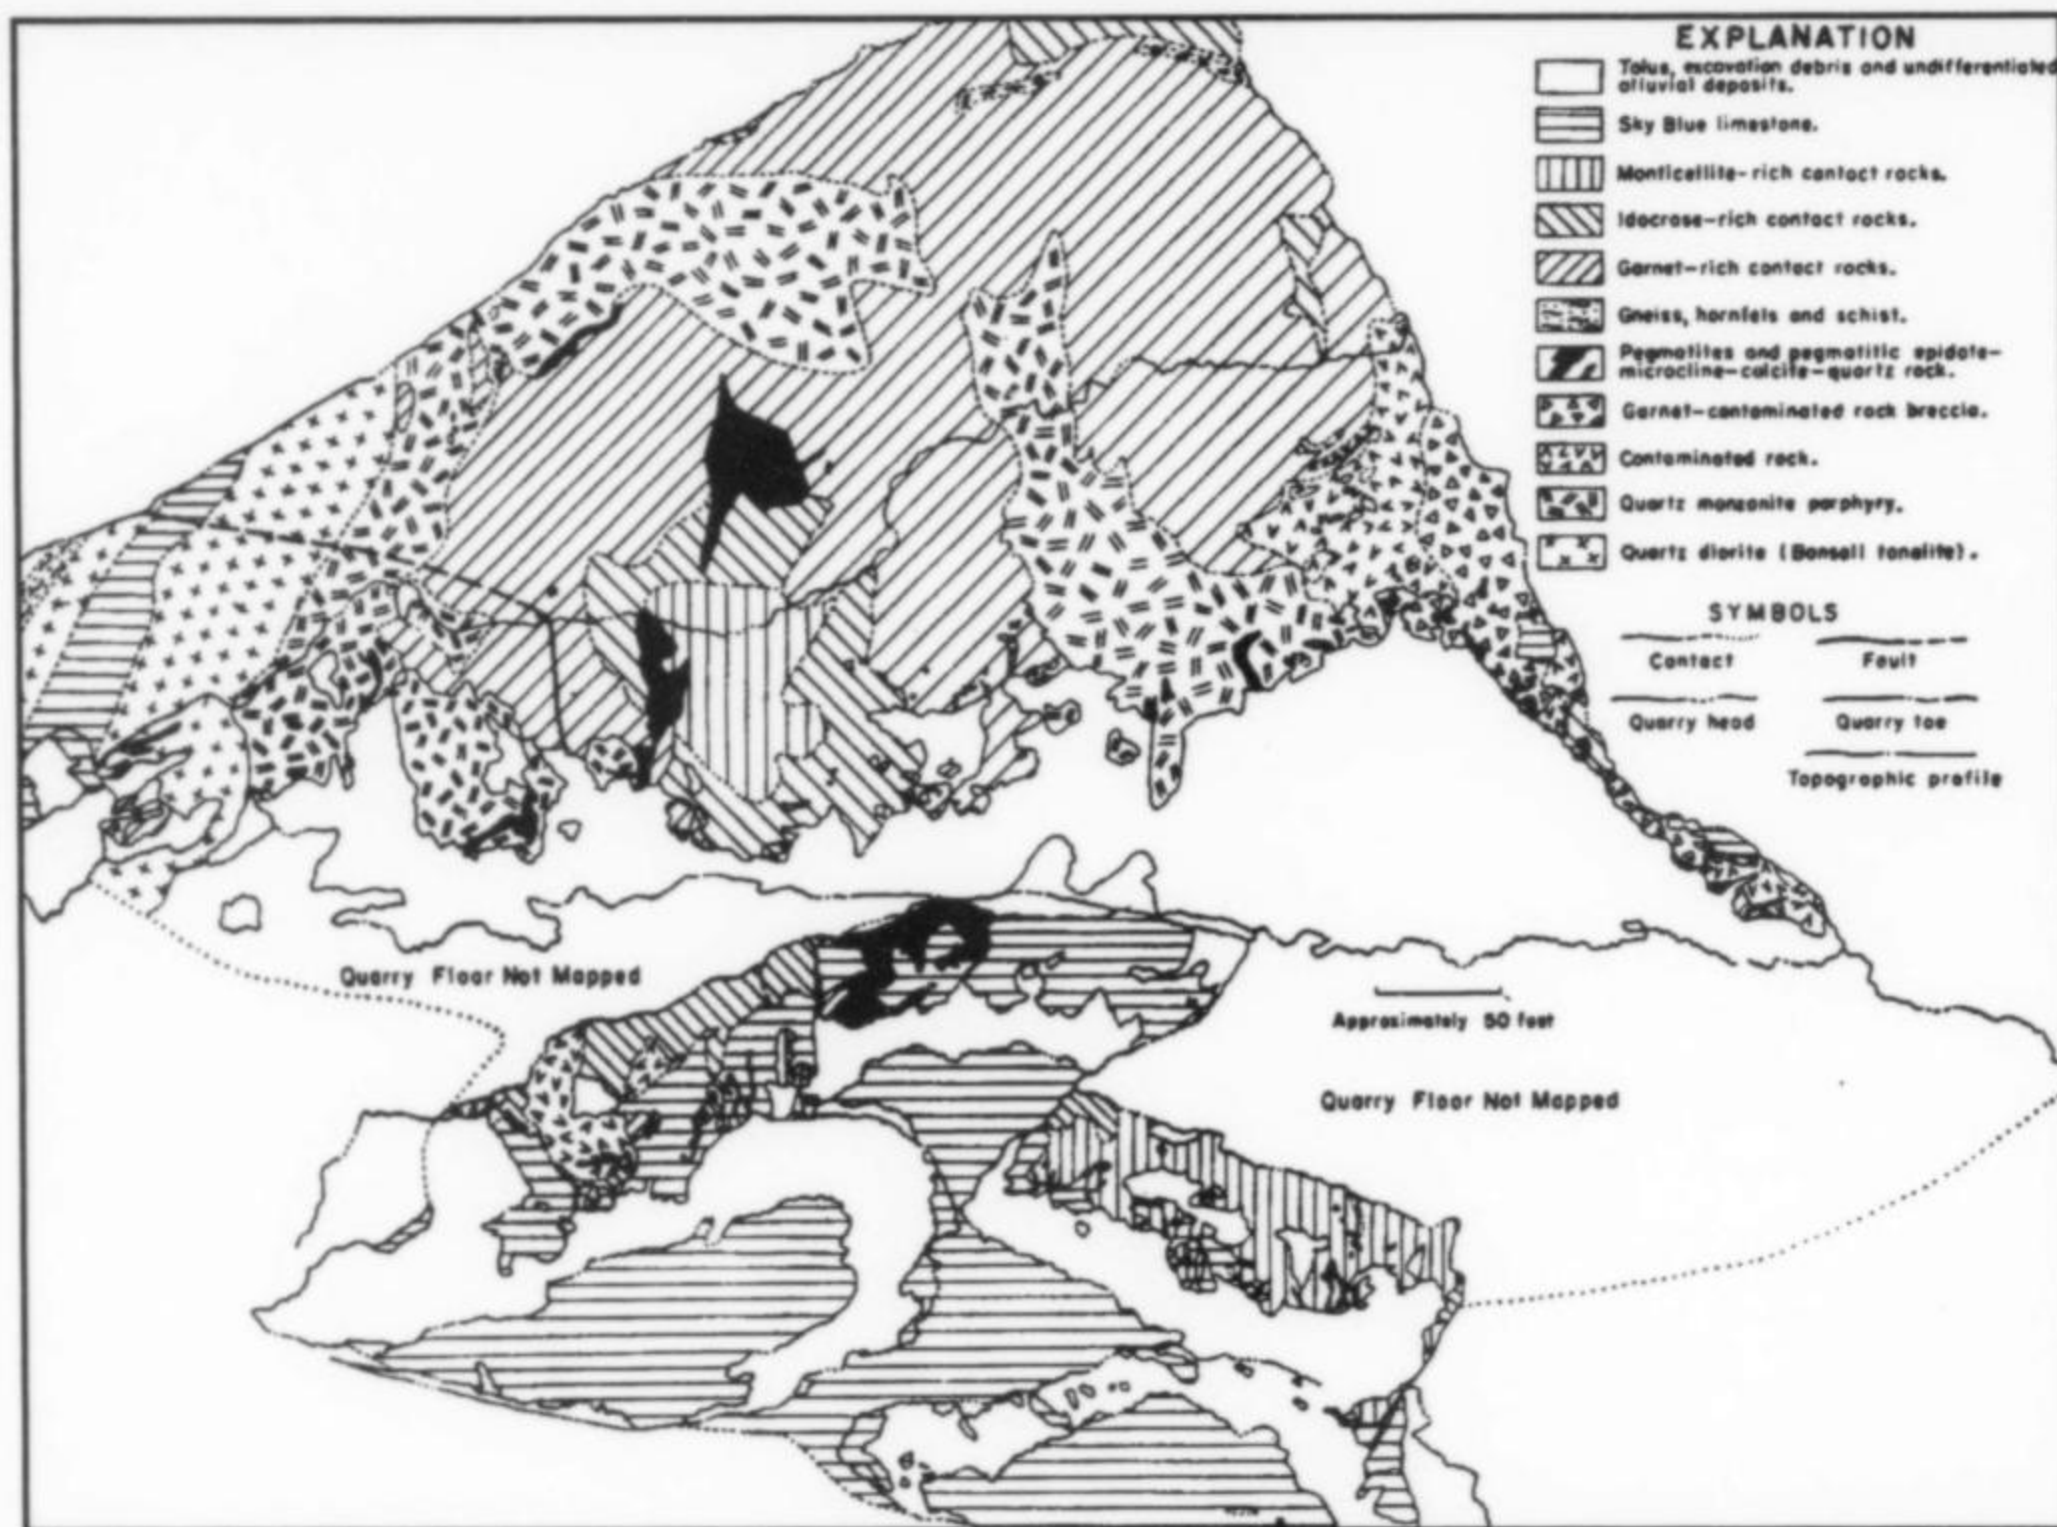 EXPLANATION
Talus, excavation debris and undifferentiated
alluvial deposits.
Sky Blue limestone.
Monticellite-rich contact rocks.
Idocrase-rich contact rocks.
Garnet-rich contact rocks.
Gneiss, hornfels and schist.
Pegmatites and pegmatitic epidote-
microcline-calcite-quartz rock.
Garnet-contaminated rock breccia.
Contaminated rock.
Quartz monzonite porphyry.
Quartz diorite (Bonsall tonalite).
SYMBOLS
Contact
Fault
Quarry head
Quarry toe
Topographic profile
Quarry Floor Not Mapped
Approximately 50 feet
Quarry Floor Not Mapped